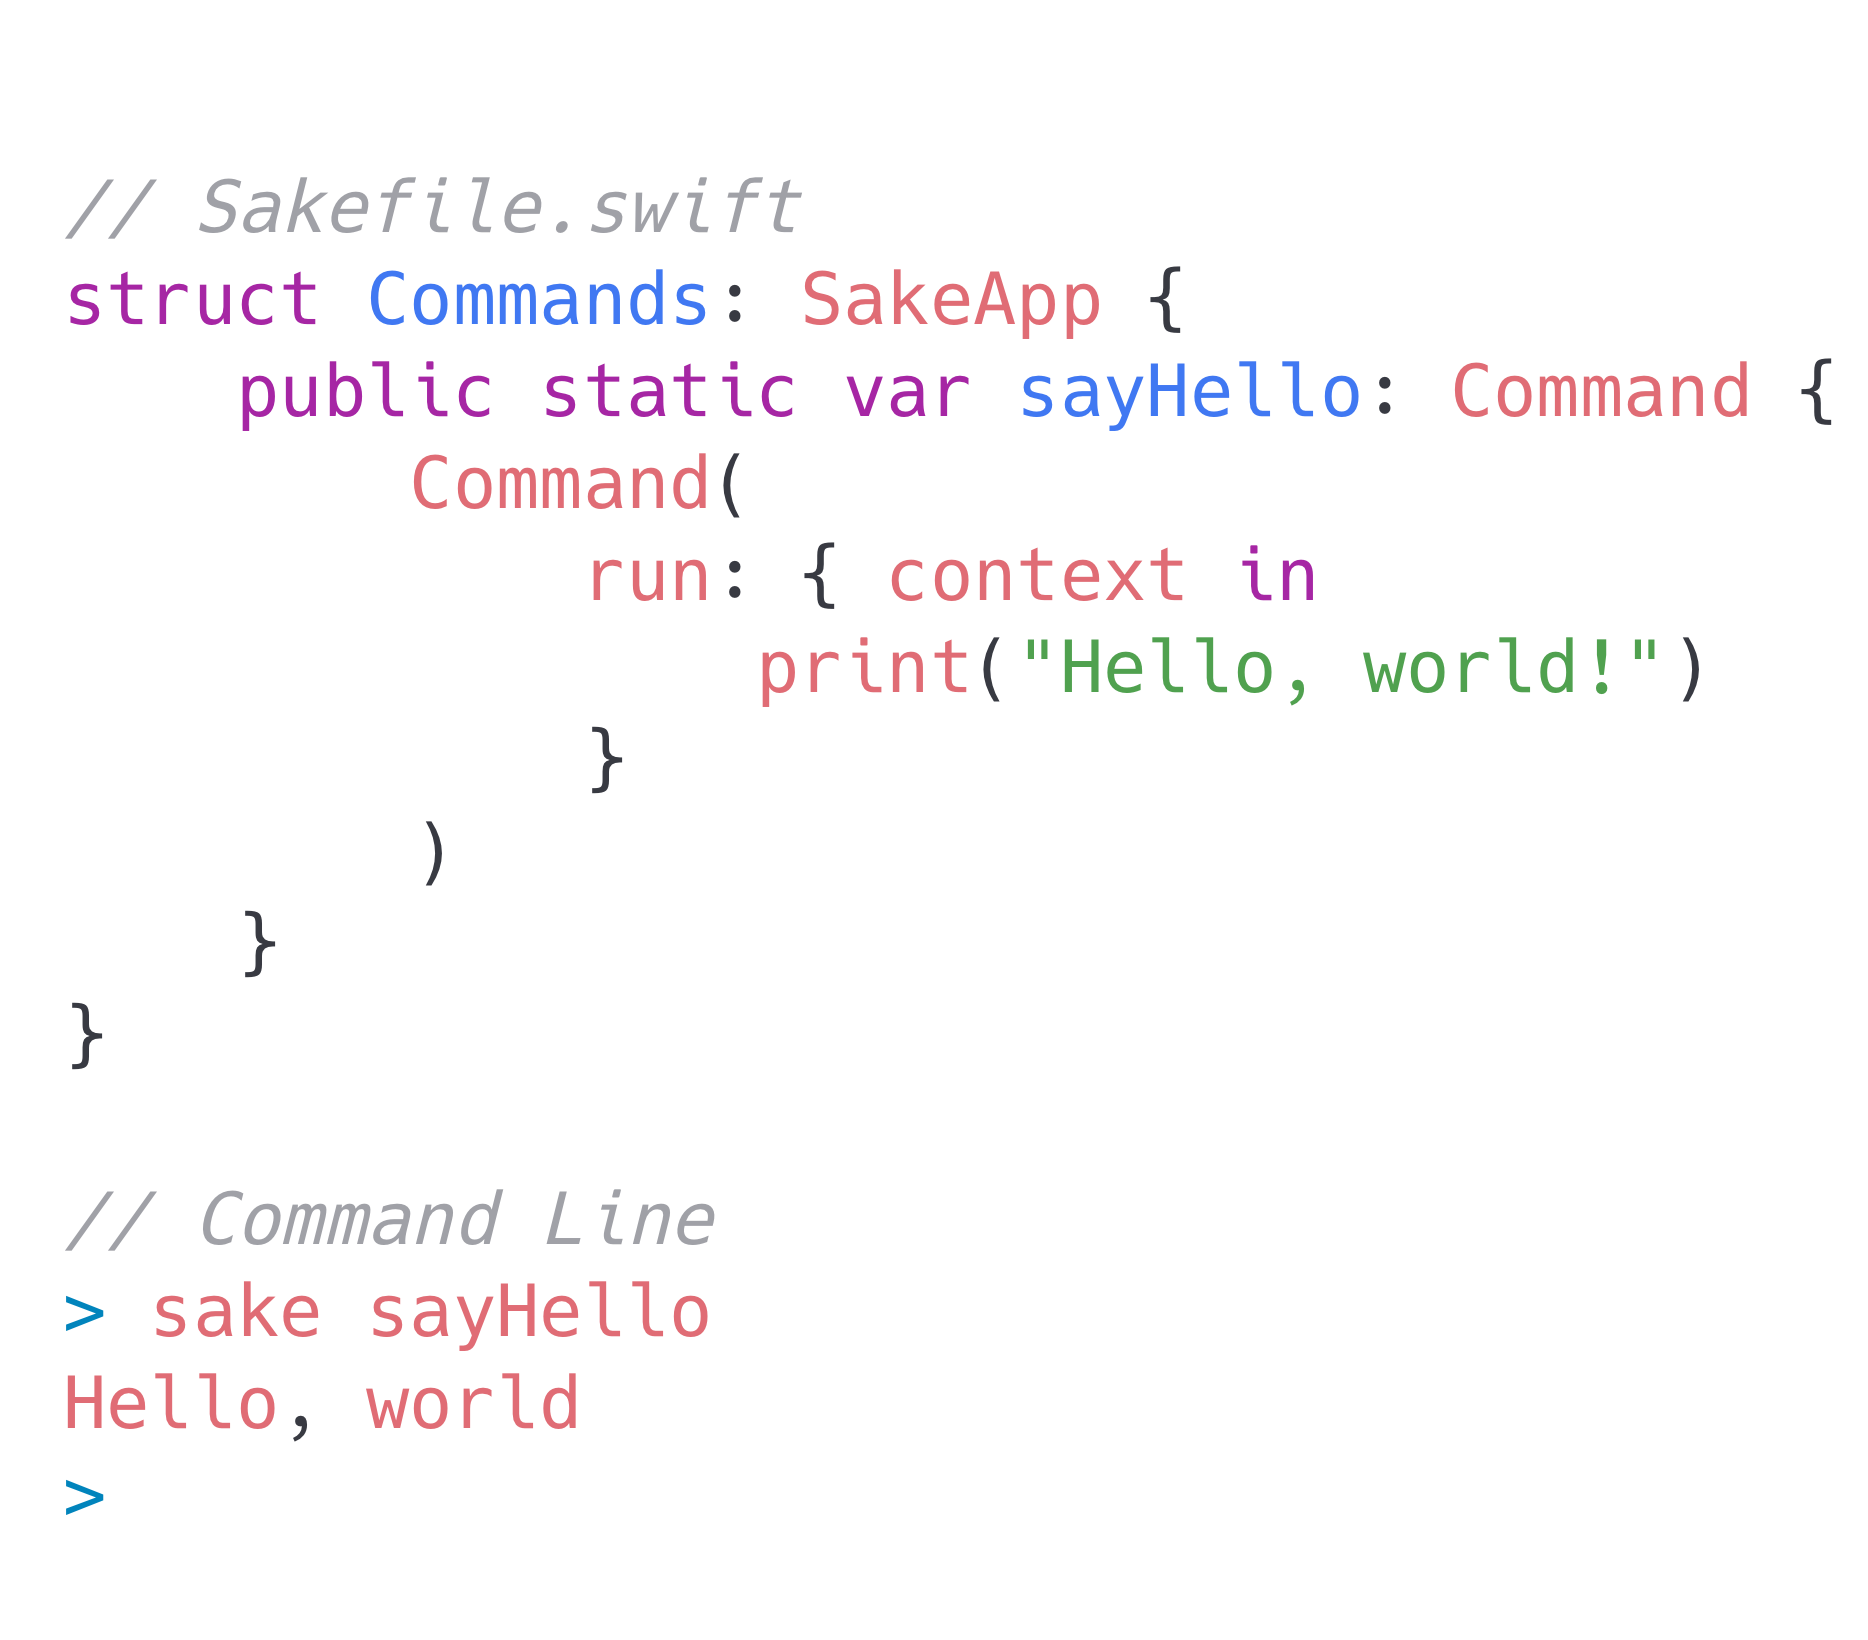 // Sakefile.swift
struct Commands: SakeApp {
    public static var sayHello: Command {
        Command(
            run: { context in
                print("Hello, world!")
            }
        )
    }
}

// Command Line
> sake sayHello
Hello, world
>